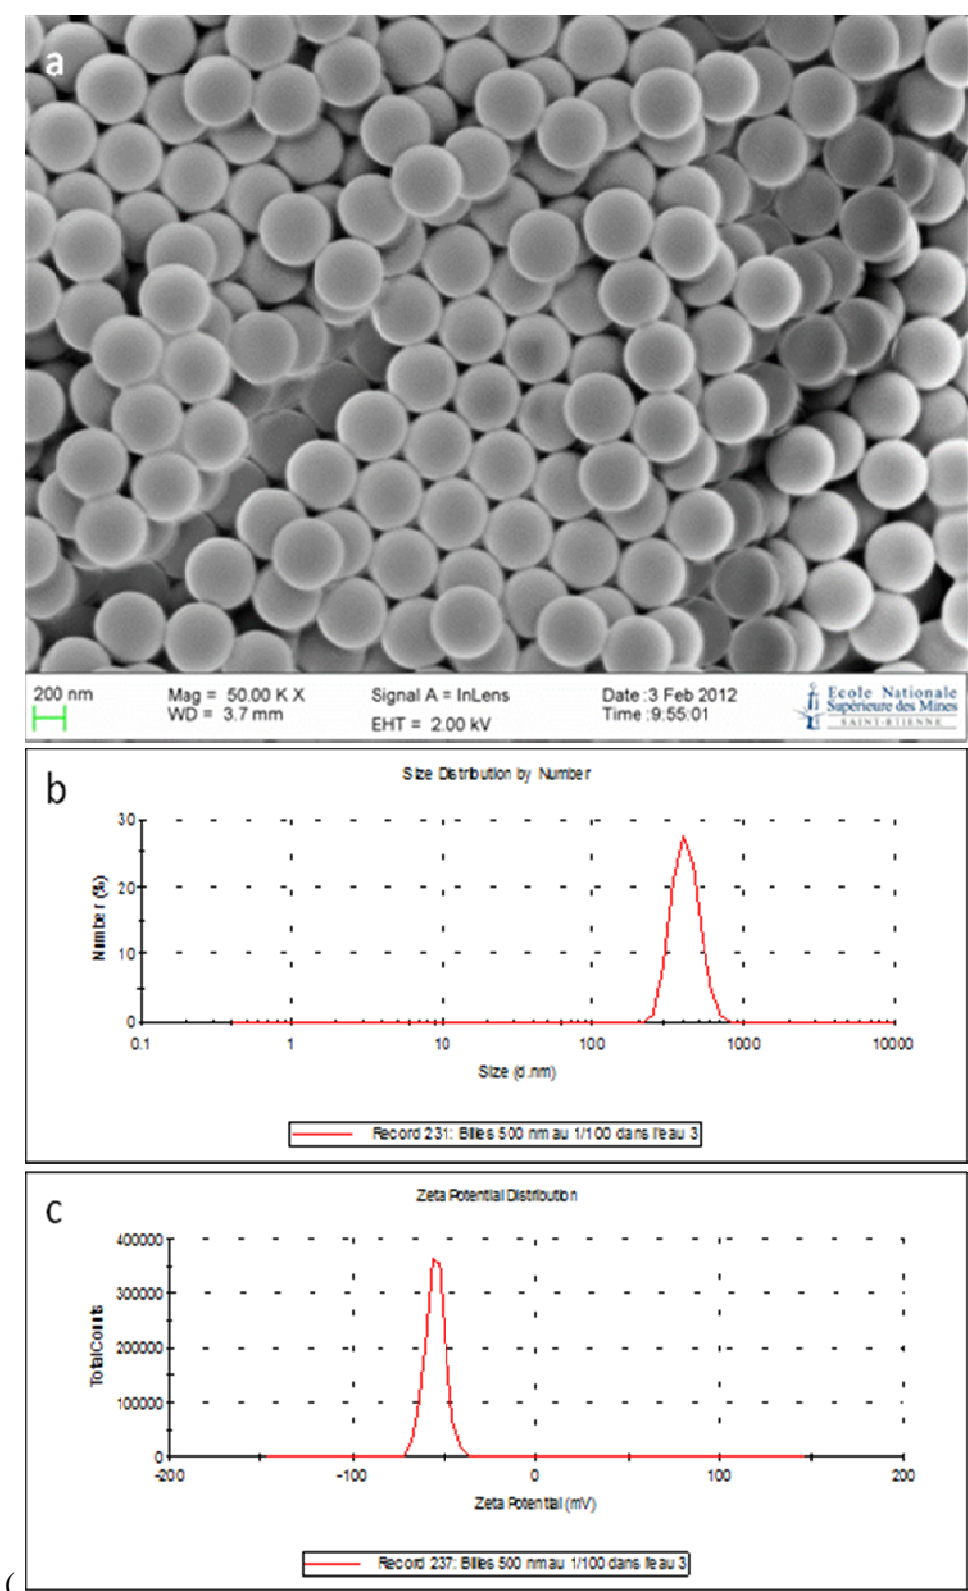 a
200 nm
Mag = 50.00 K X
WD = 3.7 mm
Signal A = InLens
EHT = 2.00 kV
Date :3 Feb 2012
Time :9:55:01
Ecole Nationale
Supérieure des Mines
SAINT-ETIENNE
b
Size Distribution by Number
Number (%)
30
20
10
0
0.1 1 10 100 1000 10000
Size (d.nm)
Record 231: Billes 500 nm au 1/100 dans l'eau 3
c
Zeta Potential Distribution
Total Counts
400000
300000
200000
100000
0
-200 -100 0 100 200
Zeta Potential (mV)
Record 237: Billes 500 nm au 1/100 dans l'eau 3
(